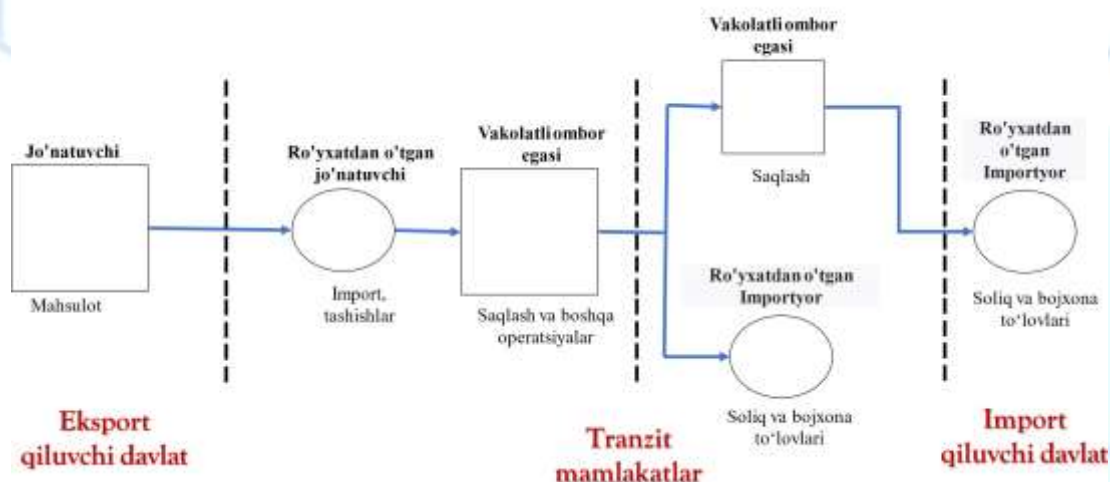 Jo'natuvchi
Mahsulot
Eksport
qiluvchi davlat
Ro'yxatdan o'tgan
jo'natuvchi
Import,
tashishlar
Vakolatli ombor
egasi
Saqlash va boshqa
operatsiyalar
Tranzit
mamlakatlar
Vakolatli ombor
egasi
Saqlash
Ro'yxatdan o'tgan
Importyor
Soliq va bojxona
to‘lovlari
Ro'yxatdan
o'tgan
Importyor
Soliq va bojxona
to‘lovlari
Import
qiluvchi davlat